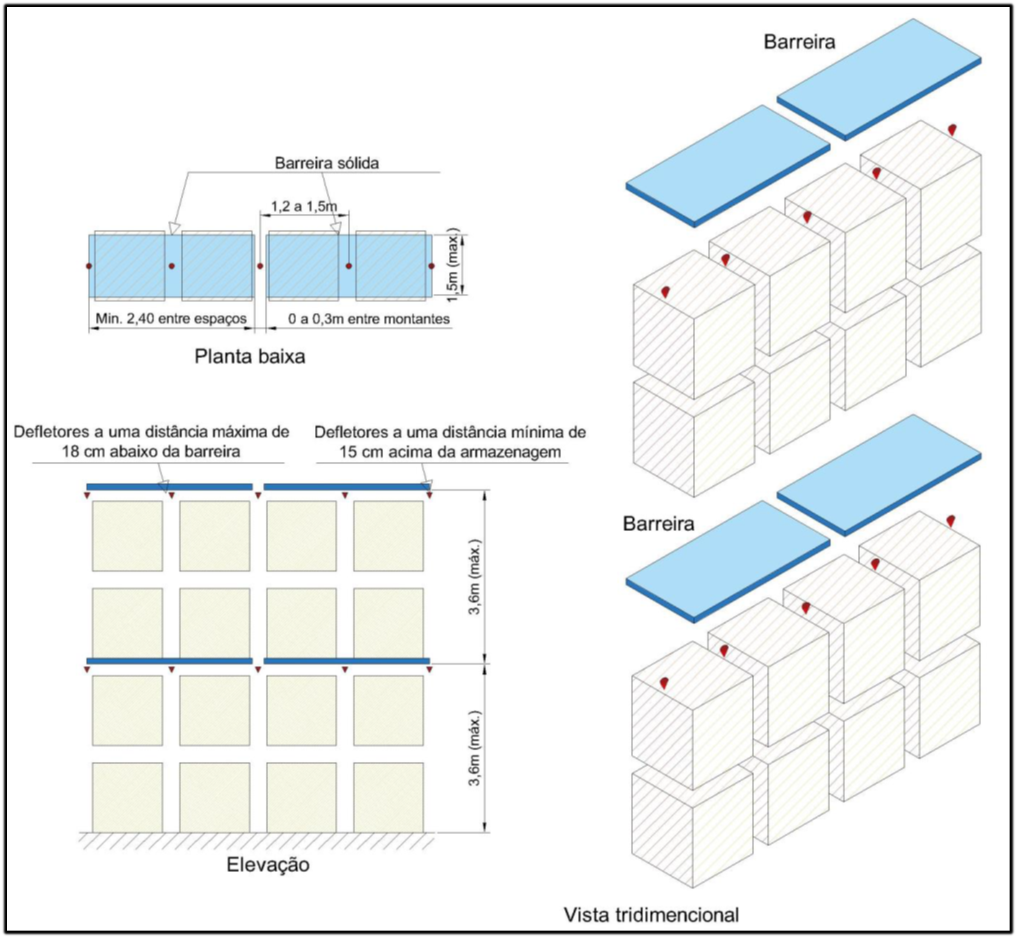 Barreira
Barreira sólida
1,2 a 1,5m
1,5m (max.)
Min. 2,40 entre espaços
0 a 0,3m entre montantes
Planta baixa
Defletores a uma distância máxima de
18 cm abaixo da barreira
Defletores a uma distância mínima de
15 cm acima da armazenagem
3,6m (máx.)
3,6m (máx.)
Elevação
Barreira
Vista tridimencional